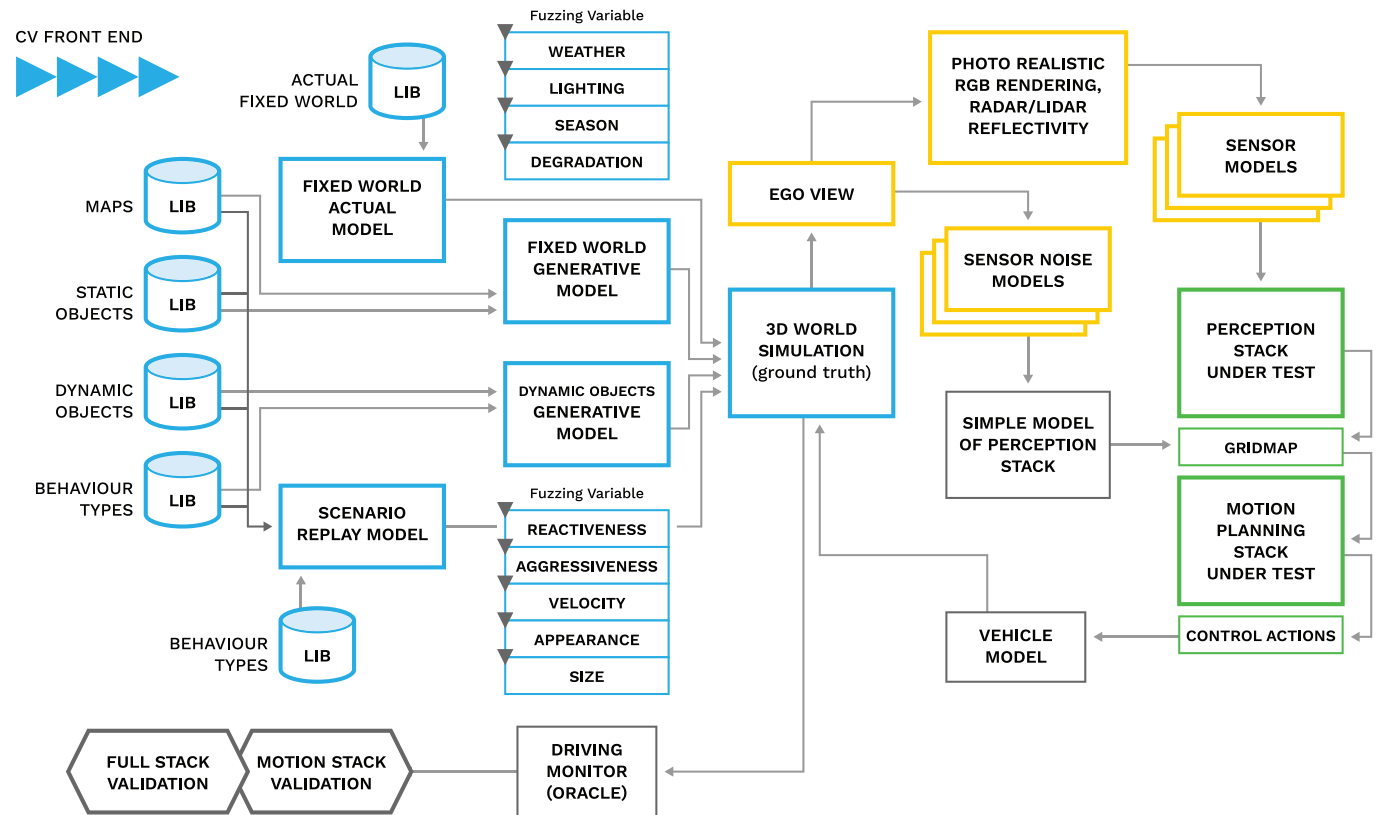 CV FRONT END
ACTUAL
FIXED WORLD
LIB
Fuzzing Variable
WEATHER
LIGHTING
SEASON
DEGRADATION
MAPS
LIB
STATIC
OBJECTS
LIB
DYNAMIC
OBJECTS
LIB
BEHAVIOUR
TYPES
LIB
FIXED WORLD
ACTUAL
MODEL
FIXED WORLD
GENERATIVE
MODEL
DYNAMIC OBJECTS
GENERATIVE
MODEL
SCENARIO
REPLAY MODEL
BEHAVIOUR
TYPES
LIB
Fuzzing Variable
REACTIVENESS
AGGRESSIVENESS
VELOCITY
APPEARANCE
SIZE
3D WORLD
SIMULATION
(ground truth)
EGO VIEW
PHOTO REALISTIC
RGB RENDERING,
RADAR/LIDAR
REFLECTIVITY
SENSOR
MODELS
SENSOR NOISE
MODELS
SIMPLE MODEL
OF PERCEPTION
STACK
PERCEPTION
STACK
UNDER TEST
GRIDMAP
MOTION
PLANNING
STACK
UNDER TEST
CONTROL ACTIONS
VEHICLE
MODEL
DRIVING
MONITOR
(ORACLE)
MOTION STACK
VALIDATION
FULL STACK
VALIDATION